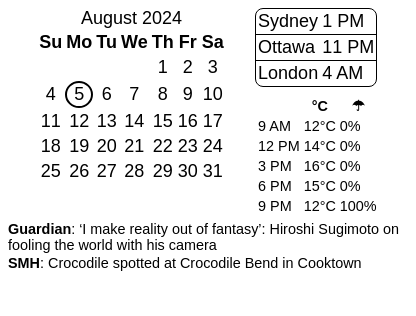 August 2024
Su Mo Tu We Th Fr Sa
1 2 3
4 5 6 7 8 9 10
11 12 13 14 15 16 17
18 19 20 21 22 23 24
25 26 27 28 29 30 31
Sydney 1 PM
Ottawa 11 PM
London 4 AM
°C ☂
9 AM 12°C 0%
12 PM 14°C 0%
3 PM 16°C 0%
6 PM 15°C 0%
9 PM 12°C 100%
Guardian: ‘I make reality out of fantasy’: Hiroshi Sugimoto on
fooling the world with his camera
SMH: Crocodile spotted at Crocodile Bend in Cooktown